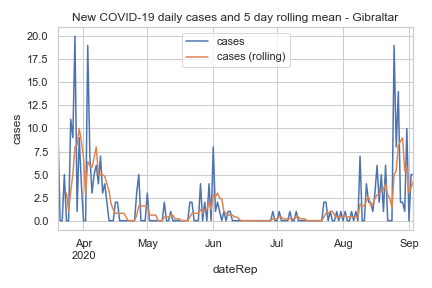 New COVID-19 daily cases and 5 day rolling mean - Gibraltar
cases
cases (rolling)
20.0
17.5
15.0
12.5
10.0
7.5
5.0
2.5
0.0
cases
Apr
2020
May
Jun
Jul
Aug
Sep
dateRep